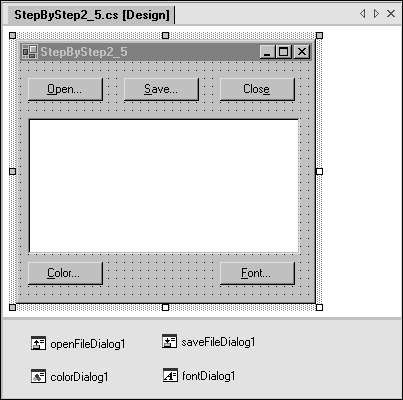 StepByStep2_5.cs [Design]
StepByStep2_5
Open... Save... Close
Color... Font...
openFileDialog1 saveFileDialog1
colorDialog1 fontDialog1